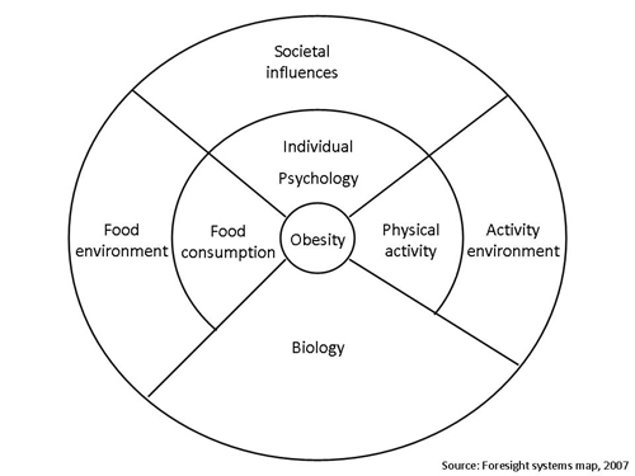 Societal
influences
Individual
Psychology
Food
environment
Food
consumption
Obesity
Physical
activity
Activity
environment
Biology
Source: Foresight systems map, 2007